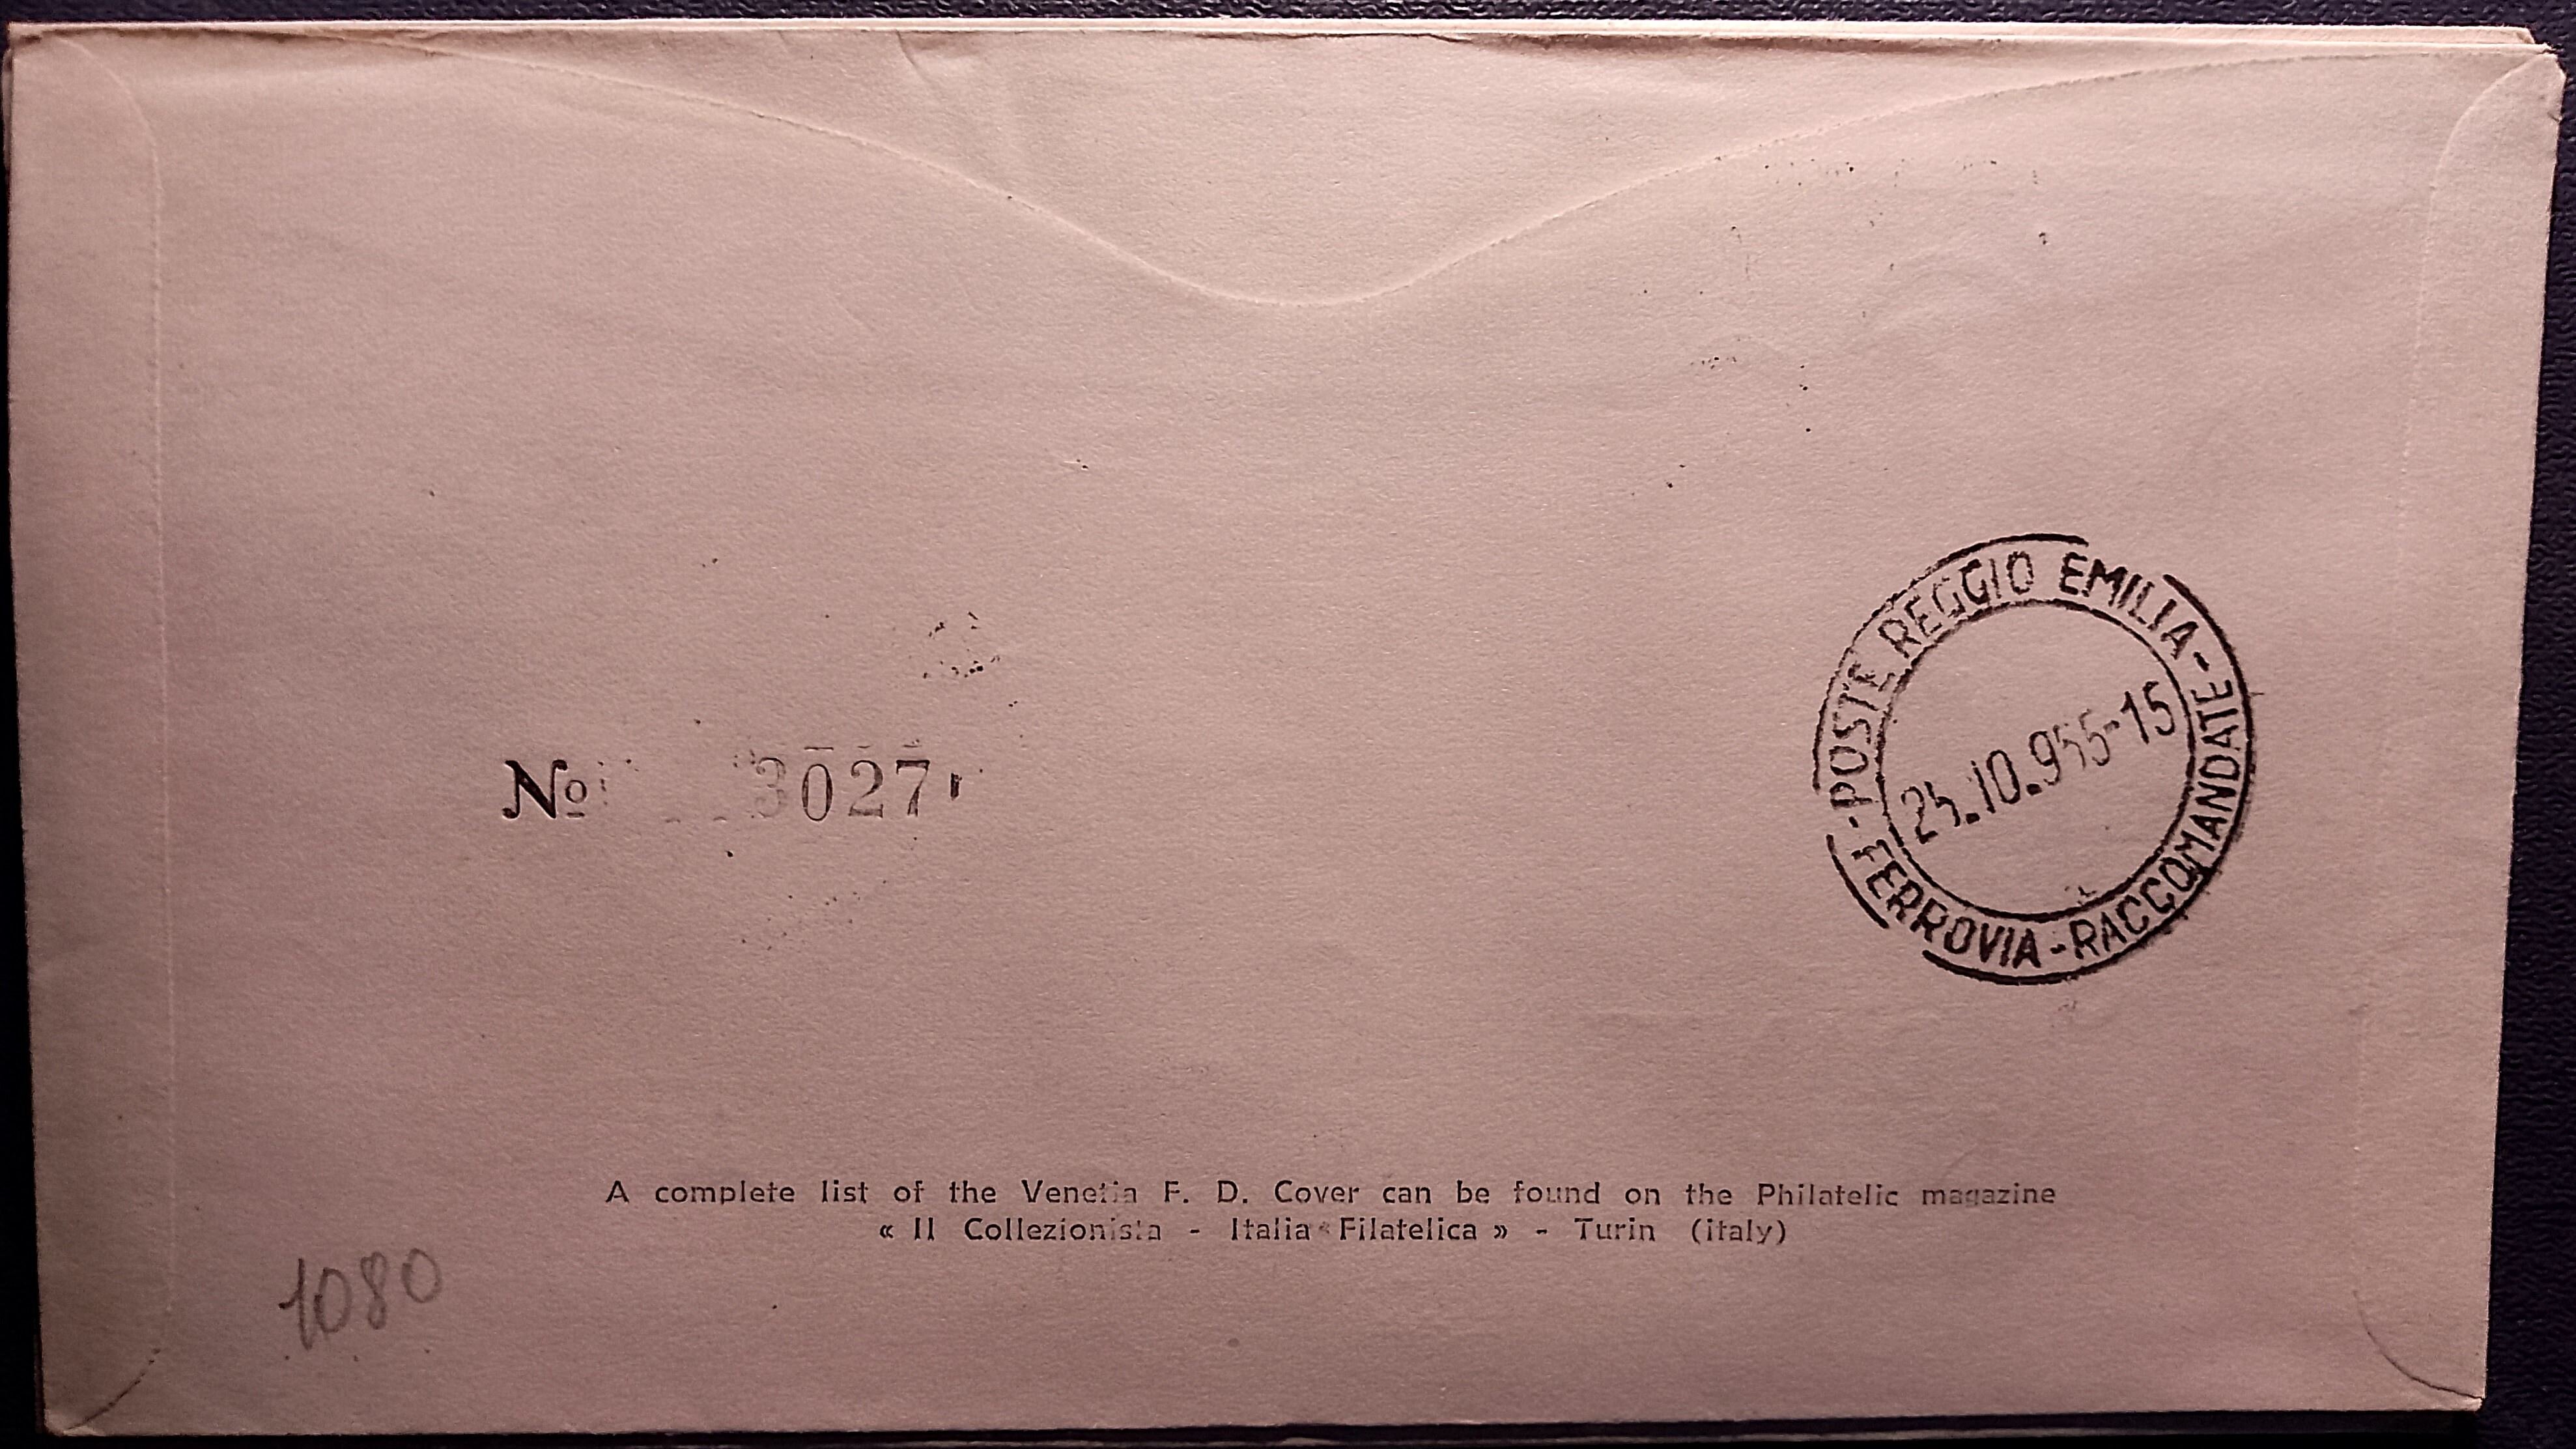 -POSTE REGGIO EMILIA-
25.10.955-15
FERROVIA-RACCOMANDATE-
Nº 3027
A complete list of the Venetia F. D. Cover can be found on the Philatelic magazine
« Il Collezionista - Italia Filatelica » - Turin (italy)
1080